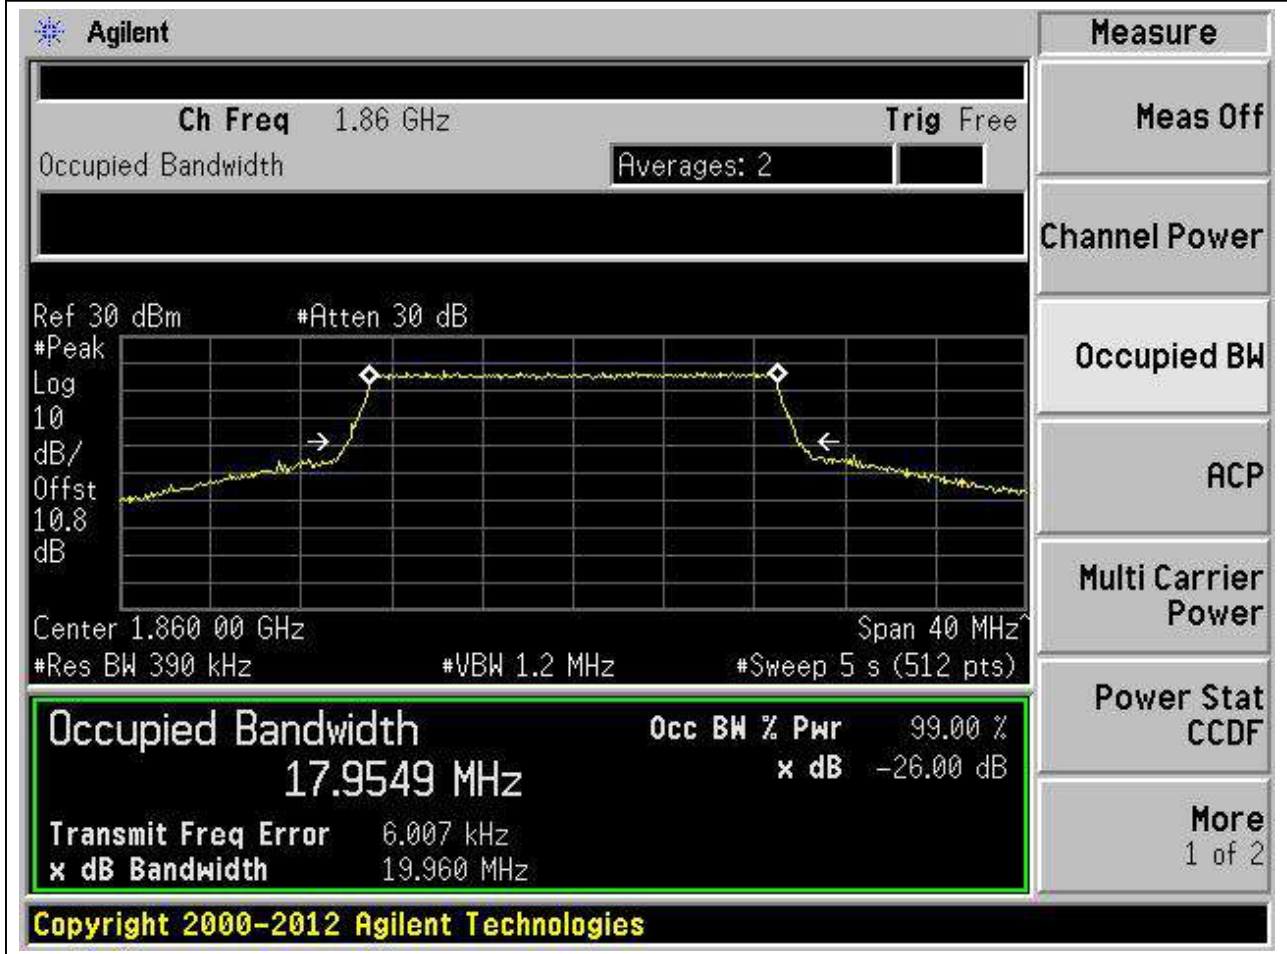 Agilent
Measure
Ch Freq 1.86 GHz Trig Free
Meas Off
Occupied Bandwidth Averages: 2
Channel Power
Ref 30 dBm #Atten 30 dB
#Peak
Log
10
dB/
Offst
10.8
dB
Occupied BW
ACP
Center 1.860 00 GHz Span 40 MHz^
#Res BW 390 kHz #VBW 1.2 MHz #Sweep 5 s (512 pts)
Multi Carrier
Power
Occupied Bandwidth Occ BW % Pwr 99.00 %
17.9549 MHz x dB -26.00 dB
Transmit Freq Error 6.007 kHz
x dB Bandwidth 19.960 MHz
Power Stat
CCDF
More
1 of 2
Copyright 2000-2012 Agilent Technologies